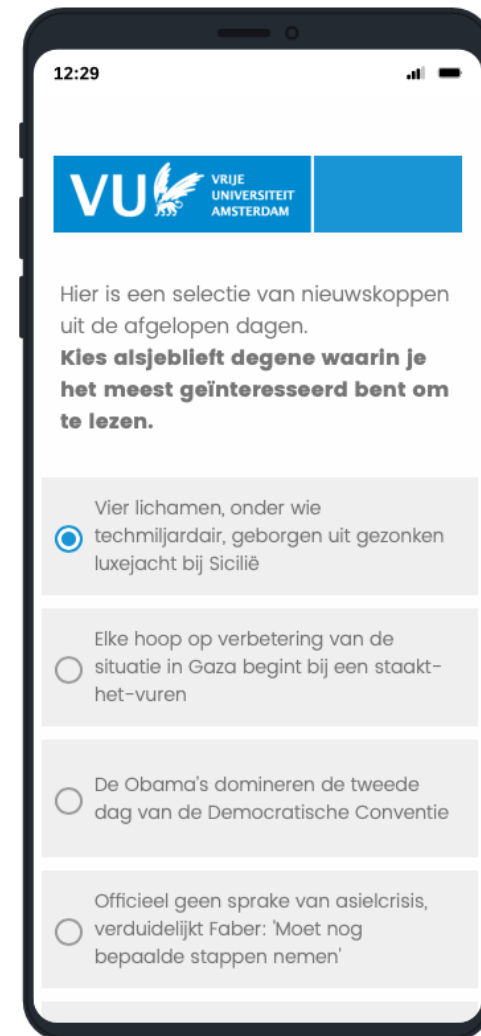 12:29
VU
VRIJE
UNIVERSITEIT
AMSTERDAM
Hier is een selectie van nieuwskoppen
uit de afgelopen dagen.
Kies alsjeblieft degene waarin je
het meest geïnteresseerd bent om
te lezen.
Vier lichamen, onder wie
techmiljardair, geborgen uit gezonken
luxejacht bij Sicilië
Elke hoop op verbetering van de
situatie in Gaza begint bij een staakt-
het-vuren
De Obama's domineren de tweede
dag van de Democratische Conventie
Officieel geen sprake van asielcrisis,
verduidelijkt Faber: 'Moet nog
bepaalde stappen nemen'